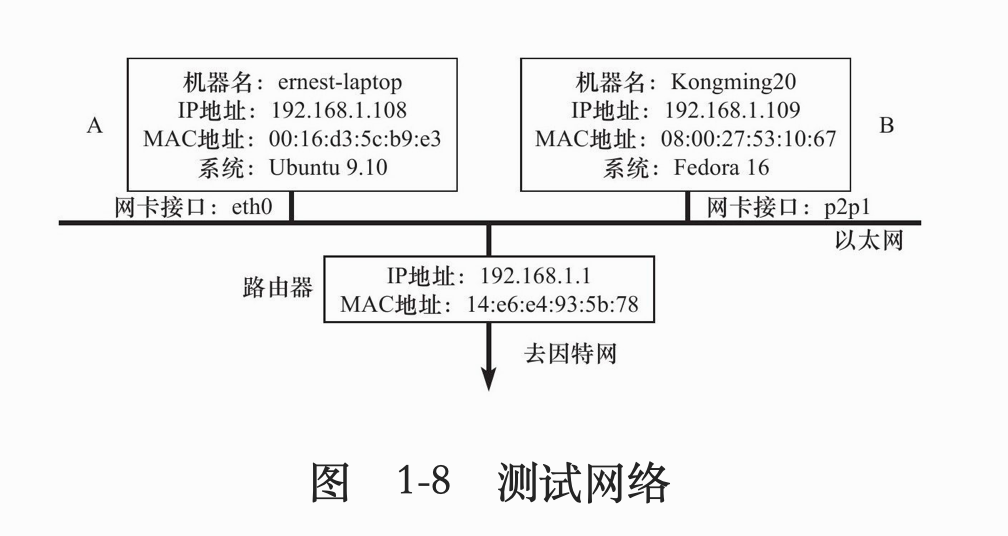 A
机器名：ernest-laptop
IP地址：192.168.1.108
MAC地址：00:16:d3:5c:b9:e3
系统：Ubuntu 9.10
网卡接口：eth0
机器名：Kongming20
IP地址：192.168.1.109
MAC地址：08:00:27:53:10:67
系统：Fedora 16
B
网卡接口：p2p1
以太网
路由器
IP地址：192.168.1.1
MAC地址：14:e6:e4:93:5b:78
去因特网
图 1-8 测试网络